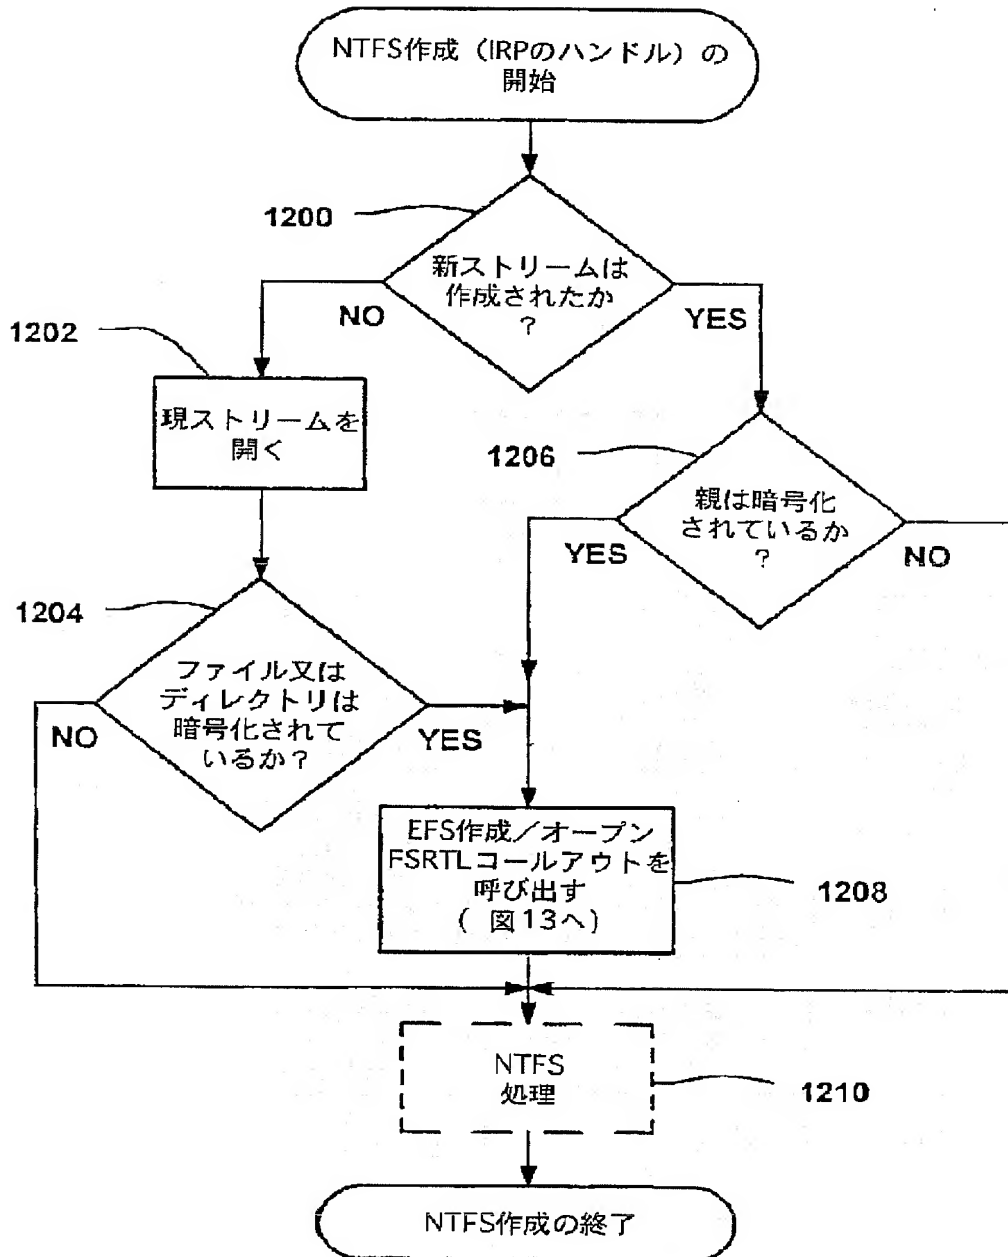 NTFS作成（IRPのハンドル）の
開始
1200
新ストリームは
作成されたか
？
NO
YES
1202
現ストリームを
開く
1206
親は暗号化
されているか
？
YES
NO
1204
ファイル又は
ディレクトリは
暗号化されて
いるか？
NO
YES
EFS作成／オープン
FSRTLコールアウトを
呼び出す
( 図13へ)
1208
NTFS
処理
1210
NTFS作成の終了